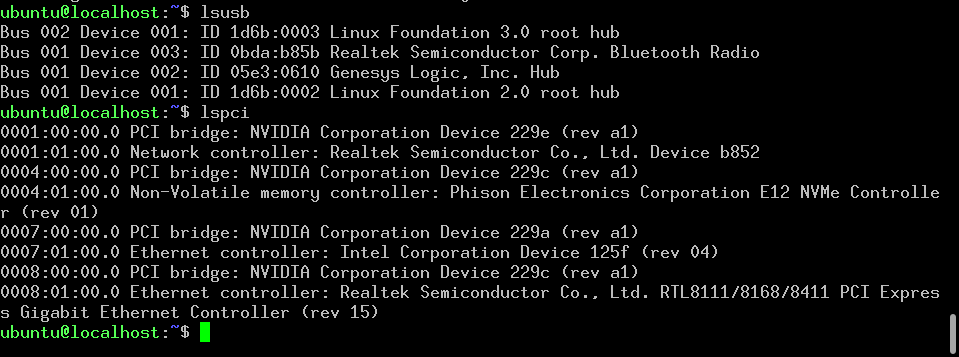 ubuntu@localhost:~$ lsusb
Bus 002 Device 001: ID 1d6b:0003 Linux Foundation 3.0 root hub
Bus 001 Device 003: ID 0bda:b85b Realtek Semiconductor Corp. Bluetooth Radio
Bus 001 Device 002: ID 05e3:0610 Genesys Logic, Inc. Hub
Bus 001 Device 001: ID 1d6b:0002 Linux Foundation 2.0 root hub
ubuntu@localhost:~$ lspci
0001:00:00.0 PCI bridge: NVIDIA Corporation Device 229e (rev a1)
0001:01:00.0 Network controller: Realtek Semiconductor Co., Ltd. Device b852
0004:00:00.0 PCI bridge: NVIDIA Corporation Device 229c (rev a1)
0004:01:00.0 Non-Volatile memory controller: Phison Electronics Corporation E12 NVMe Controlle
r (rev 01)
0007:00:00.0 PCI bridge: NVIDIA Corporation Device 229a (rev a1)
0007:01:00.0 Ethernet controller: Intel Corporation Device 125f (rev 04)
0008:00:00.0 PCI bridge: NVIDIA Corporation Device 229c (rev a1)
0008:01:00.0 Ethernet controller: Realtek Semiconductor Co., Ltd. RTL8111/8168/8411 PCI Expres
s Gigabit Ethernet Controller (rev 15)
ubuntu@localhost:~$